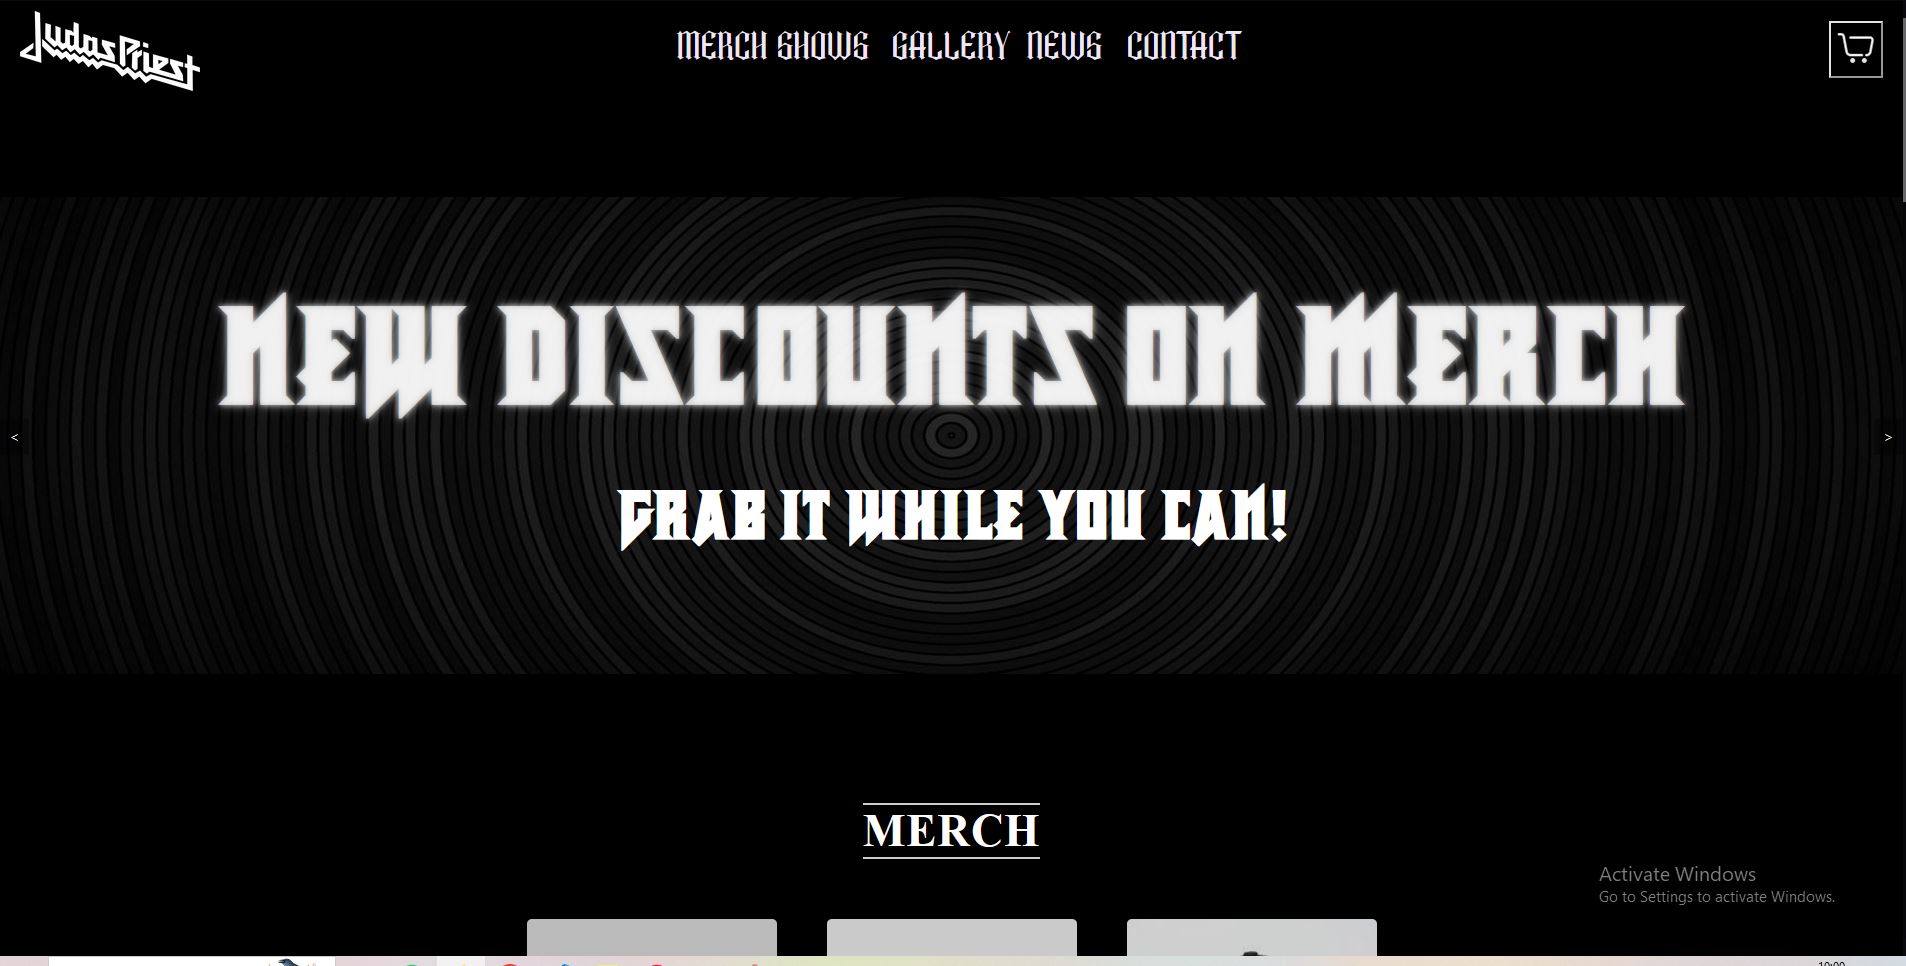 Judas Priest
MERCH SHOWS GALLERY NEWS CONTACT
NEW DISCOUNTS ON MERCH
< >
GRAB IT WHILE YOU CAN!
MERCH
Activate Windows
Go to Settings to activate Windows.